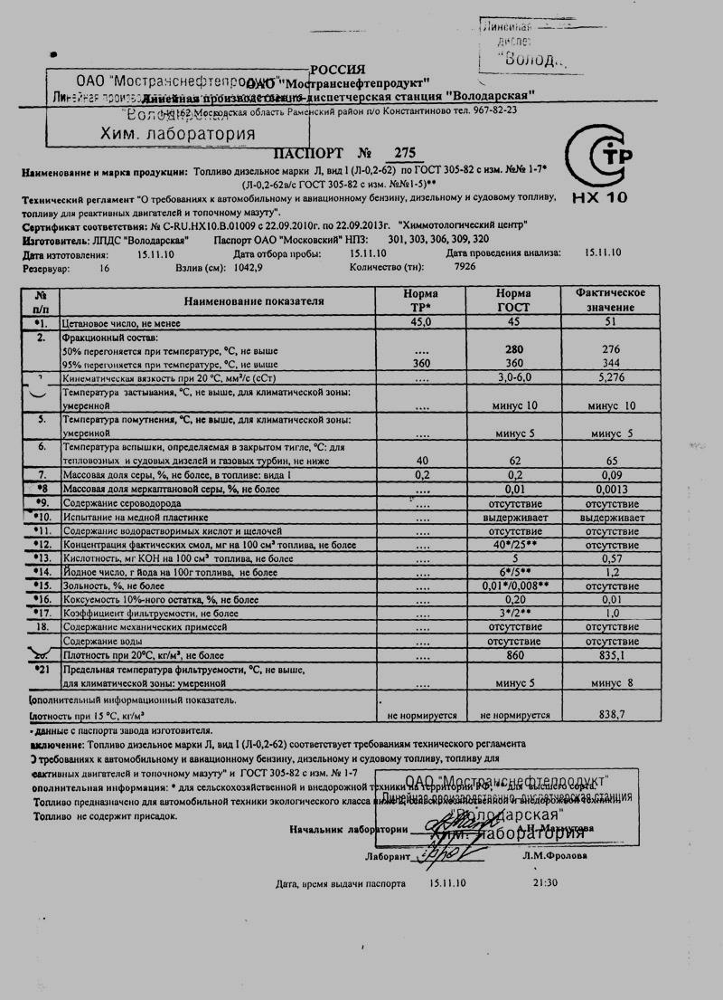 Линейная
диспе
"ВОЛОД
РОССИЯ
ОАО "Мостранснефтепродукт"
ОАО "Мостранснефтепродукт"
Линейная производственно-диспетчерская станция "Володарская"
"Володарская"
162 Московская область Раменский район п/о Константиново тел. 967-82-23
Хим. лаборатория
ПАСПОРТ № 275
Наименование и марка продукции: Топливо дизельное марки Л, вид I (Л-0,2-62) по ГОСТ 305-82 с изм. №№ 1-7*
(Л-0,2-62в/с ГОСТ 305-82 с изм. №№1-5)**
СТР
НХ 10
Технический регламент "О требованиях к автомобильному и авиационному бензину, дизельному и судовому топливу,
топливу для реактивных двигателей и топочному мазуту".
Сертификат соответствия: № C-RU.HX10.B.01009 с 22.09.2010г. по 22.09.2013г. "Химмотологический центр"
Изготовитель: ЛПДС "Володарская" Паспорт ОАО "Московский" НПЗ: 301, 303, 306, 309, 320
Дата изготовления: 15.11.10 Дата отбора пробы: 15.11.10 Дата проведения анализа: 15.11.10
Резервуар: 16 Взлив (см): 1042,9 Количество (тн): 7926
№ п/п Наименование показателя Норма ТР* Норма ГОСТ Фактическое значение
*1. Цетановое число, не менее 45,0 45 51
2. Фракционный состав:
50% перегоняется при температуре, °С, не выше .... 280 276
95% перегоняется при температуре, °С, не выше 360 360 344
Кинематическая вязкость при 20 °С, мм²/с (сСт) .... 3,0-6,0 5,276
Температура застывания, °С, не выше, для климатической зоны:
умеренной .... минус 10 минус 10
5. Температура помутнения, °С, не выше, для климатической зоны:
умеренной .... минус 5 минус 5
6. Температура вспышки, определяемая в закрытом тигле, °С: для
тепловозных и судовых дизелей и газовых турбин, не ниже 40 62 65
7. Массовая доля серы, %, не более, в топливе: вида I 0,2 0,2 0,09
*8 Массовая доля меркаптановой серы, %, не более .... 0,01 0,0013
*9. Содержание сероводорода .... отсутствие отсутствие
*10. Испытание на медной пластинке .... выдерживает выдерживает
*11. Содержание водорастворимых кислот и щелочей .... отсутствие отсутствие
*12. Концентрация фактических смол, мг на 100 см³ топлива, не более .... 40*/25** отсутствие
*13. Кислотность, мг КОН на 100 см³ топлива, не более .... 5 0,57
*14. Йодное число, г йода на 100г топлива, не более .... 6*/5** 1,2
*15. Зольность, %, не более .... 0,01*/0,008** отсутствие
*16. Коксуемость 10%-ного остатка, %, не более .... 0,20 0,01
*17. Коэффициент фильтруемости, не более .... 3*/2** 1,0
18. Содержание механических примесей .... отсутствие отсутствие
Содержание воды .... отсутствие отсутствие
20. Плотность при 20°С, кг/м³, не более .... 860 835,1
*21 Предельная температура фильтруемости, °С, не выше,
для климатической зоны: умеренной .... минус 5 минус 8
ополнительный информационный показатель.
лотность при 15 °С, кг/м³ не нормируется не нормируется 838,7
- данные с паспорта завода изготовителя.
аключение: Топливо дизельное марки Л, вид I (Л-0,2-62) соответствует требованиям технического регламента
О требованиях к автомобильному и авиационному бензину, дизельному и судовому топливу, топливу для
еактивных двигателей и топочному мазуту" и ГОСТ 305-82 с изм. № 1-7
ополнительная информация: * для сельскохозяйственной и внедорожной техники на территории РФ, ** для высшего сорта.
Топливо предназначено для автомобильной техники экологического класса ниже 2, сельскохозяйственной и внедорожной техники.
Топливо не содержит присадок.
ОАО "Мостранснефтепродукт"
Линейная производственно-диспетчерская станция
"Володарская"
Хим. лаборатория
Начальник лаборатории А.Н. Махмутова
Лаборант Л.М.Фролова
Дата, время выдачи паспорта 15.11.10 21:30